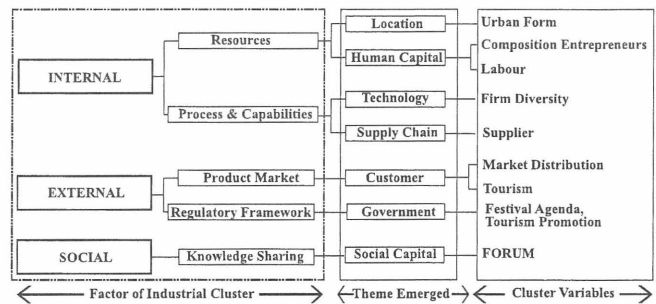 Location
Urban Form
Resources
Composition Entrepreneurs
Human Capital
INTERNAL
Labour
Technology
Firm Diversity
Process & Capabilities
Supply Chain
Supplier
Market Distribution
Product Market
Customer
EXTERNAL
Tourism
Regulatory Framework
Government
Festival Agenda,
Tourism Promotion
SOCIAL
Knowledge Sharing
Social Capital
FORUM
Factor of Industrial Cluster
Theme Emerged
Cluster Variables